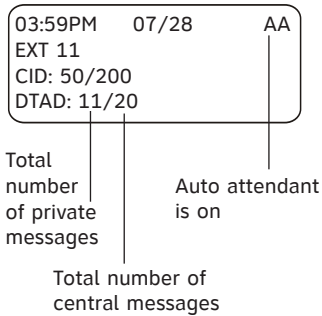 03:59PM 07/28 AA
EXT 11
CID: 50/200
DTAD: 11/20
Total
number
of private
messages
Auto attendant
is on
Total number of
central messages